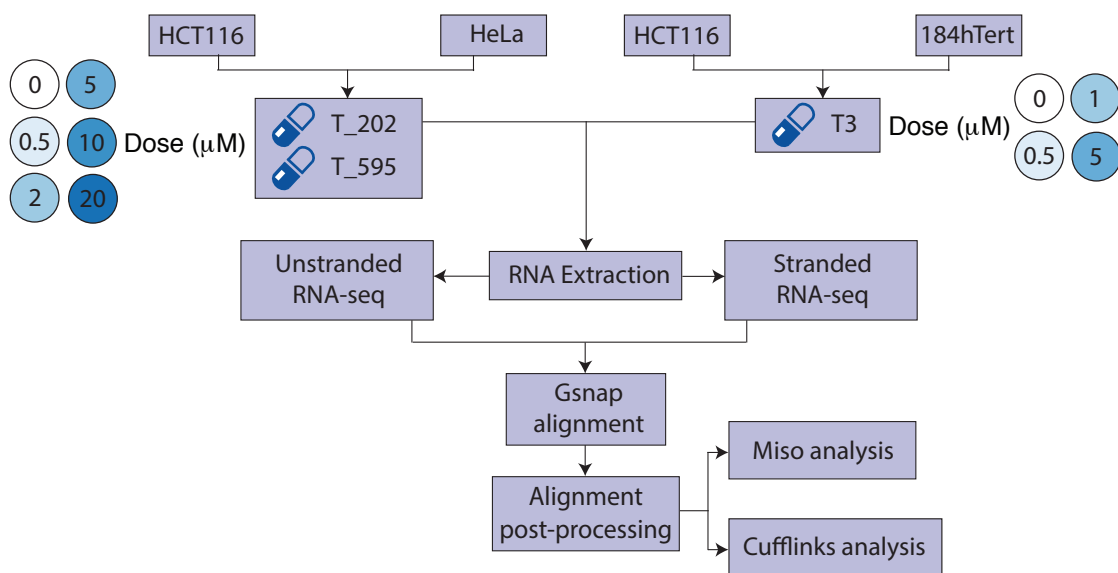 HCT116
HeLa
HCT116
184hTert
0
5
0.5
10
2
20
Dose (μM)
T_202
T_595
T3
Dose (μM)
0
1
0.5
5
Unstranded
RNA-seq
RNA Extraction
Stranded
RNA-seq
Gsnap
alignment
Alignment
post-processing
Miso analysis
Cufflinks analysis